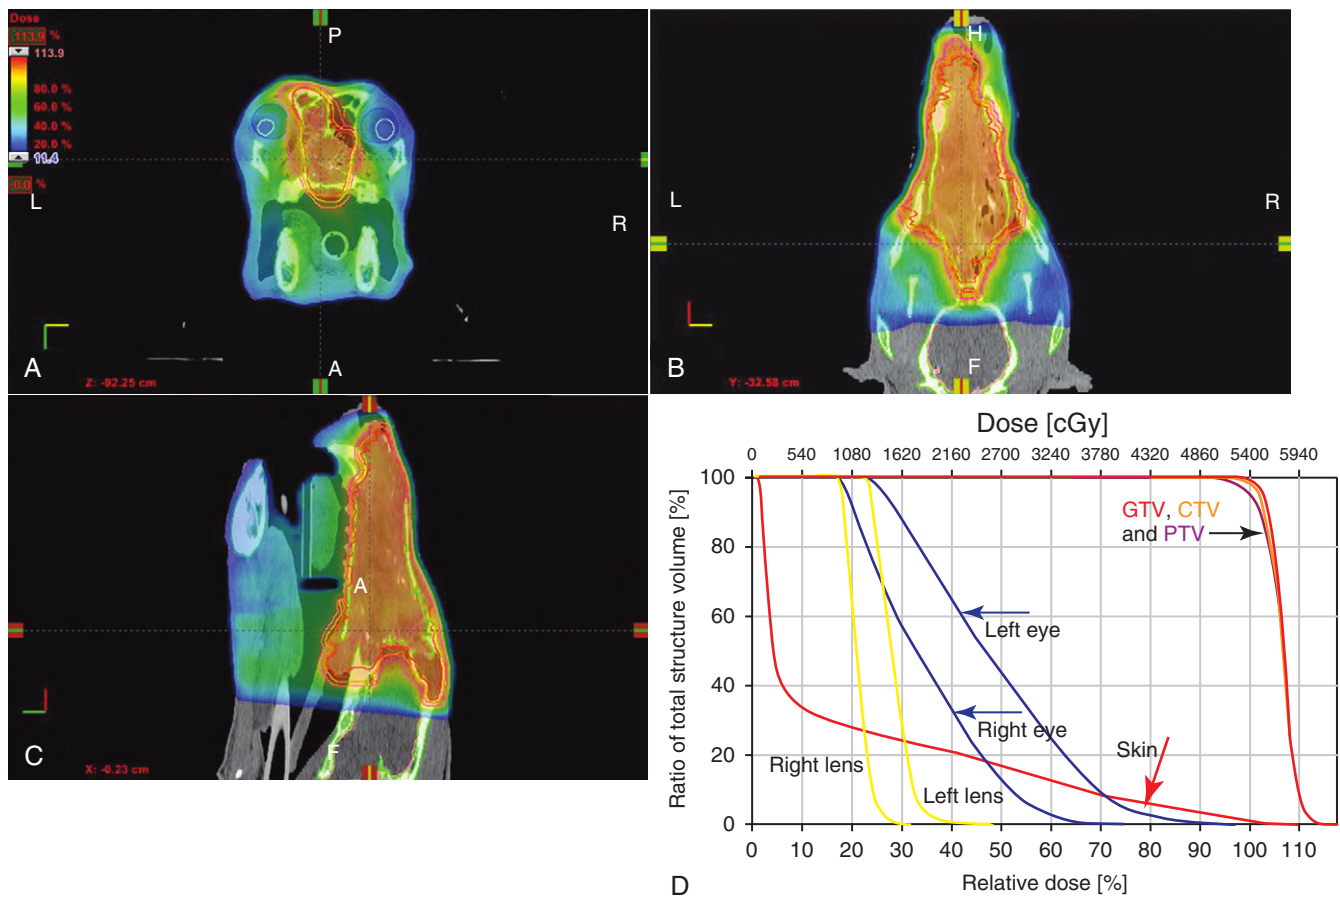 Dose
113.9 %
113.9
80.0 %
60.0 %
40.0 %
20.0 %
11.4
0.0 %
P
L
R
A
A
Z: -92.25 cm
H
L
R
B
F
Y: -32.58 cm
A
C
F
X: -0.23 cm
Dose [cGy]
0 540 1080 1620 2160 2700 3240 3780 4320 4860 5400 5940
Ratio of total structure volume [%]
100
80
60
40
20
0
GTV, CTV
and PTV
Left eye
Right eye
Skin
Right lens
Left lens
0 10 20 30 40 50 60 70 80 90 100 110
Relative dose [%]
D